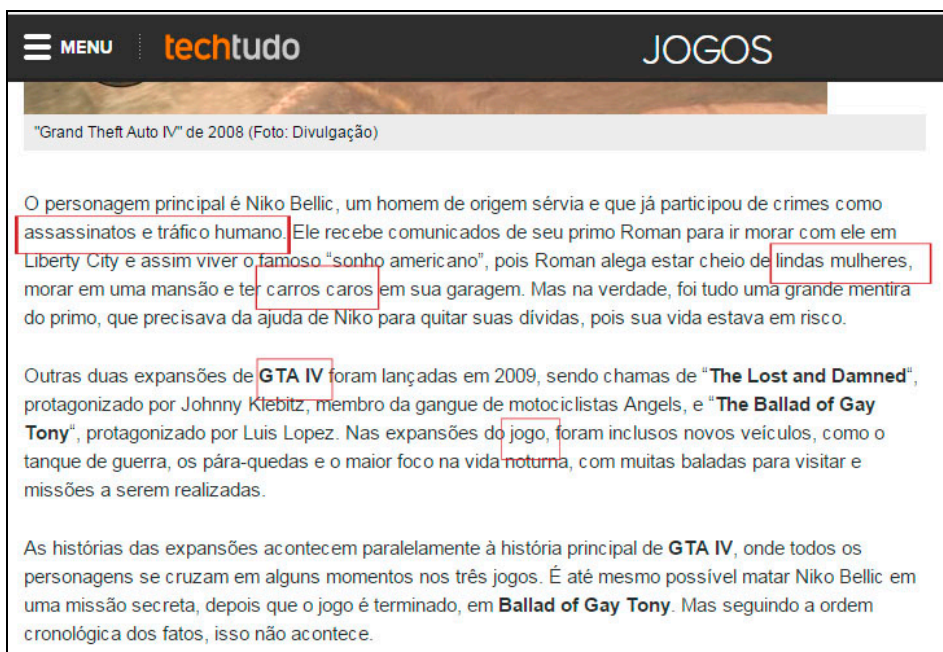 MENU techtudo JOGOS
"Grand Theft Auto IV" de 2008 (Foto: Divulgação)
O personagem principal é Niko Bellic, um homem de origem sérvia e que já participou de crimes como
assassinatos e tráfico humano. Ele recebe comunicados de seu primo Roman para ir morar com ele em
Liberty City e assim viver o famoso “sonho americano”, pois Roman alega estar cheio de lindas mulheres,
morar em uma mansão e ter carros caros em sua garagem. Mas na verdade, foi tudo uma grande mentira
do primo, que precisava da ajuda de Niko para quitar suas dívidas, pois sua vida estava em risco.
Outras duas expansões de GTA IV foram lançadas em 2009, sendo chamas de “The Lost and Damned“,
protagonizado por Johnny Klebitz, membro da gangue de motociclistas Angels, e “The Ballad of Gay
Tony“, protagonizado por Luis Lopez. Nas expansões do jogo, foram inclusos novos veículos, como o
tanque de guerra, os pára-quedas e o maior foco na vida noturna, com muitas baladas para visitar e
missões a serem realizadas.
As histórias das expansões acontecem paralelamente à história principal de GTA IV, onde todos os
personagens se cruzam em alguns momentos nos três jogos. É até mesmo possível matar Niko Bellic em
uma missão secreta, depois que o jogo é terminado, em Ballad of Gay Tony. Mas seguindo a ordem
cronológica dos fatos, isso não acontece.